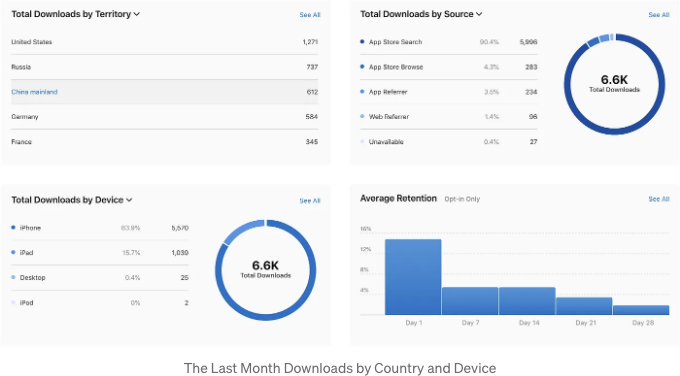 Total Downloads by Territory
See All
United States 1,271
Russia 737
China mainland 612
Germany 584
France 345
Total Downloads by Source
See All
App Store Search 90.4% 5,996
App Store Browse 4.3% 283
App Referrer 3.5% 234
Web Referrer 1.4% 96
Unavailable 0.4% 27
6.6K
Total Downloads
Total Downloads by Device
See All
iPhone 83.9% 5,570
iPad 15.7% 1,039
Desktop 0.4% 25
iPod 0% 2
6.6K
Total Downloads
Average Retention Opt-in Only
See All
16%
12%
8%
4%
Day 1 Day 7 Day 14 Day 21 Day 28
The Last Month Downloads by Country and Device